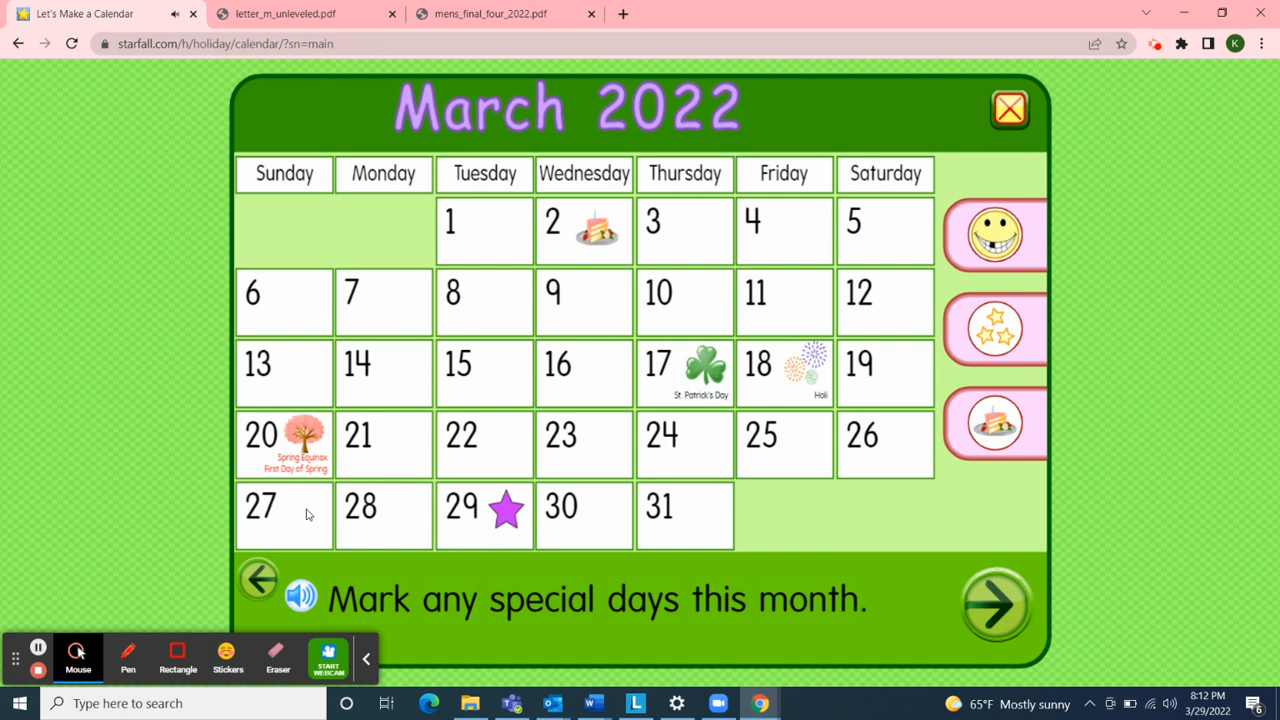 Let's Make a Calendar
letter_m_unleveled.pdf
mens_final_four_2022.pdf
starfall.com/h/holiday/calendar/?sn=main
K
March 2022
Sunday Monday Tuesday Wednesday Thursday Friday Saturday
1 2 3 4 5
6 7 8 9 10 11 12
13 14 15 16 17 18 19
St. Patrick's Day Holi
20 21 22 23 24 25 26
Spring Equinox
First Day of Spring
27 28 29 30 31
Mark any special days this month.
Mouse Pen Rectangle Stickers Eraser START
WEBCAM
Type here to search
L
65°F Mostly sunny
8:12 PM
3/29/2022
6